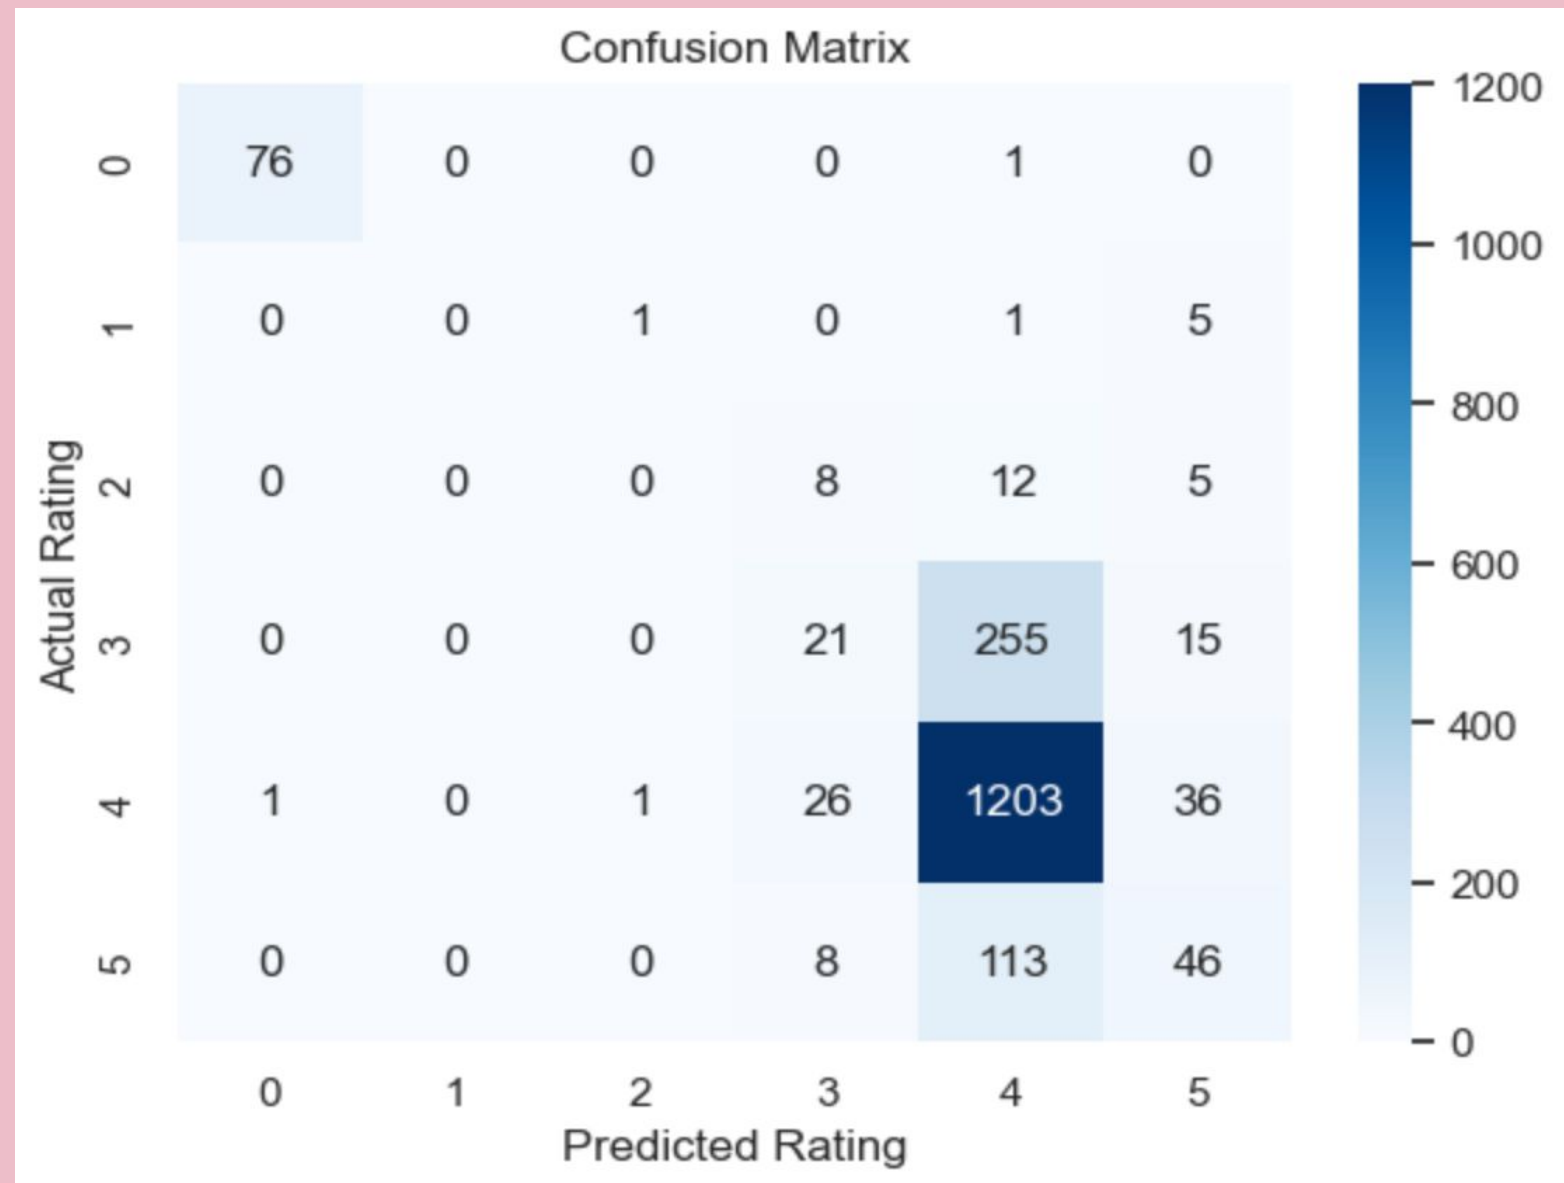 Confusion Matrix
0 76 0 0 0 1 0
1 0 0 1 0 1 5
2 0 0 0 8 12 5
3 0 0 0 21 255 15
4 1 0 1 26 1203 36
5 0 0 0 8 113 46
0 1 2 3 4 5
Actual Rating
Predicted Rating
1200
1000
800
600
400
200
0